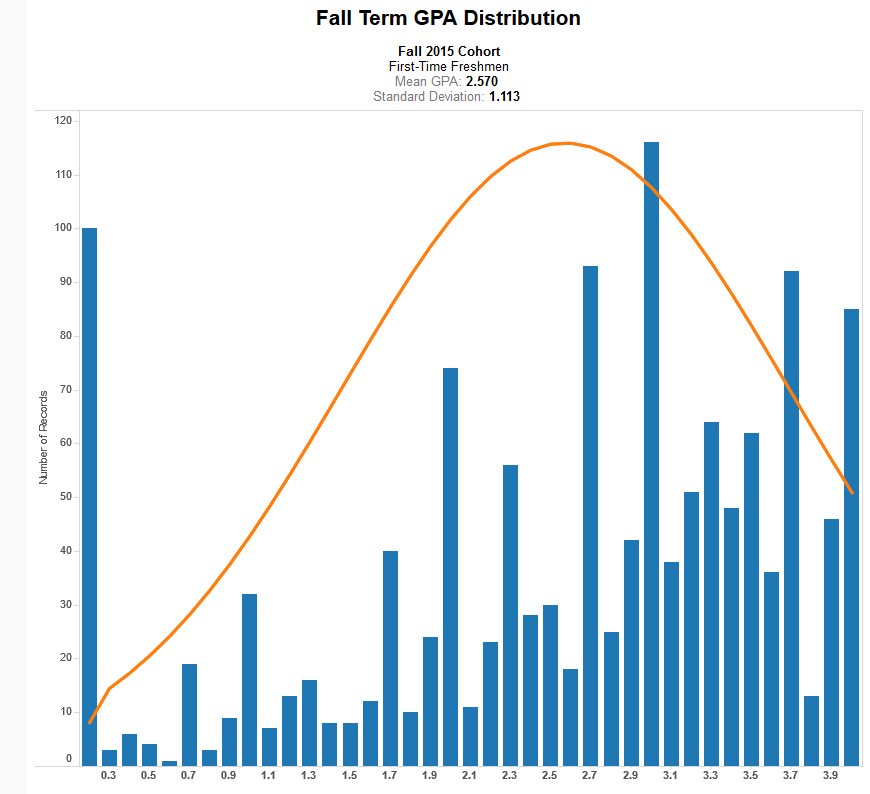 Fall Term GPA Distribution
Fall 2015 Cohort
First-Time Freshmen
Mean GPA: 2.570
Standard Deviation: 1.113
120
110
100
90
80
70
60
50
40
30
20
10
0
Number of Records
0.3 0.5 0.7 0.9 1.1 1.3 1.5 1.7 1.9 2.1 2.3 2.5 2.7 2.9 3.1 3.3 3.5 3.7 3.9